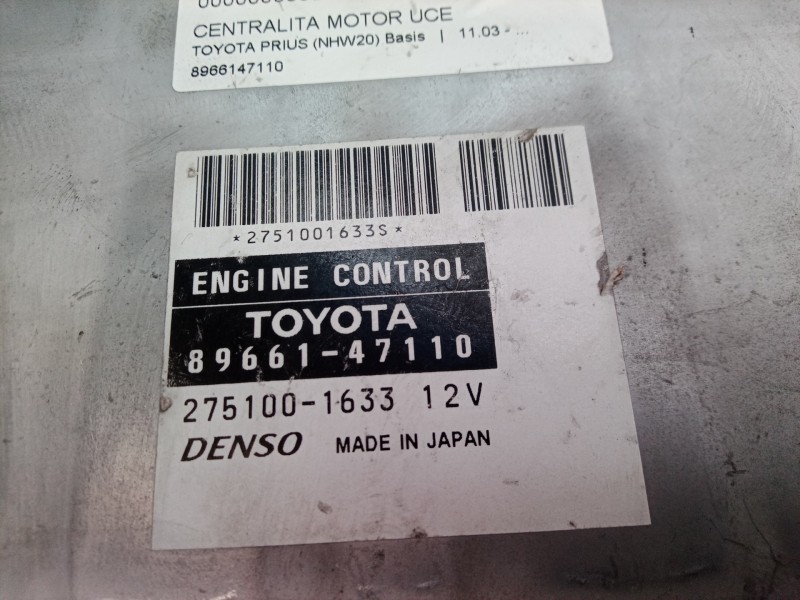 CENTRALITA MOTOR UCE
TOYOTA PRIUS (NHW20) Basis | 11.03 - ...
8966147110
*2751001633S*
ENGINE CONTROL
TOYOTA
89661-47110
275100-1633 12V
DENSO MADE IN JAPAN